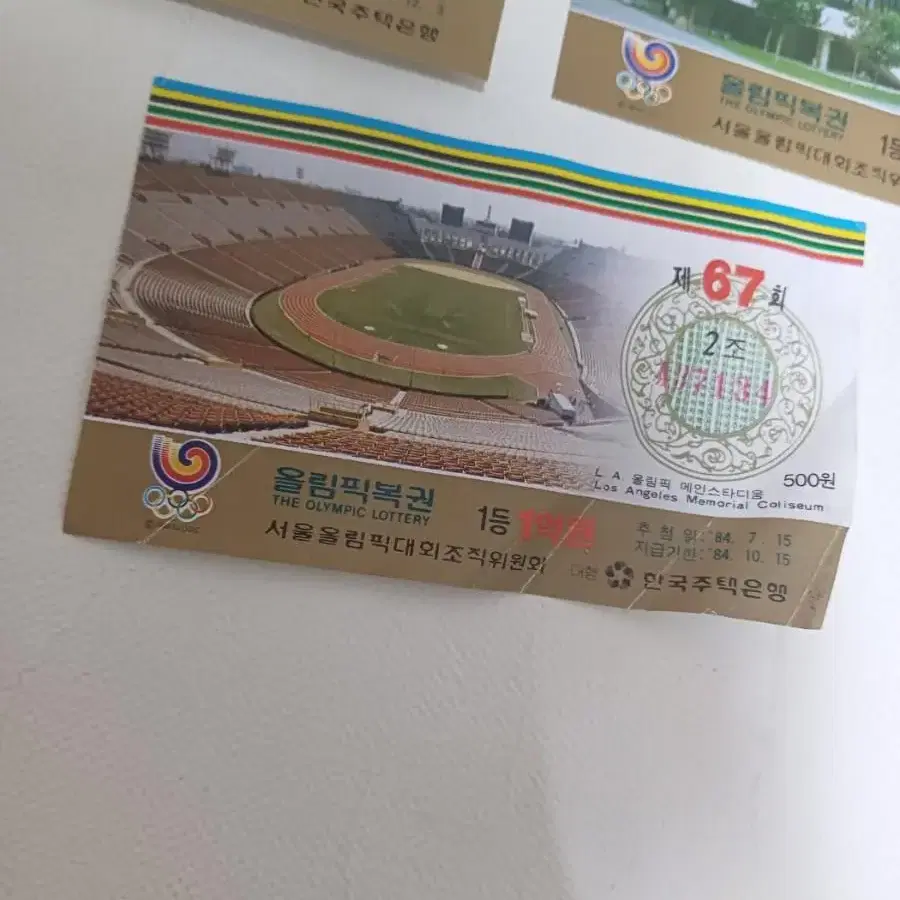 한국주택은행
올림픽복권
THE OLYMPIC LOTTERY
1등
서울올림픽대회조직위
제 67 회
2조
500원
L.A. 올림픽 메인스타디움
Los Angeles Memorial Coliseum
올림픽복권
THE OLYMPIC LOTTERY
1등 1억원
추첨일: '84. 7. 15
지급기한: '84. 10. 15
서울올림픽대회조직위원회
대행 한국주택은행